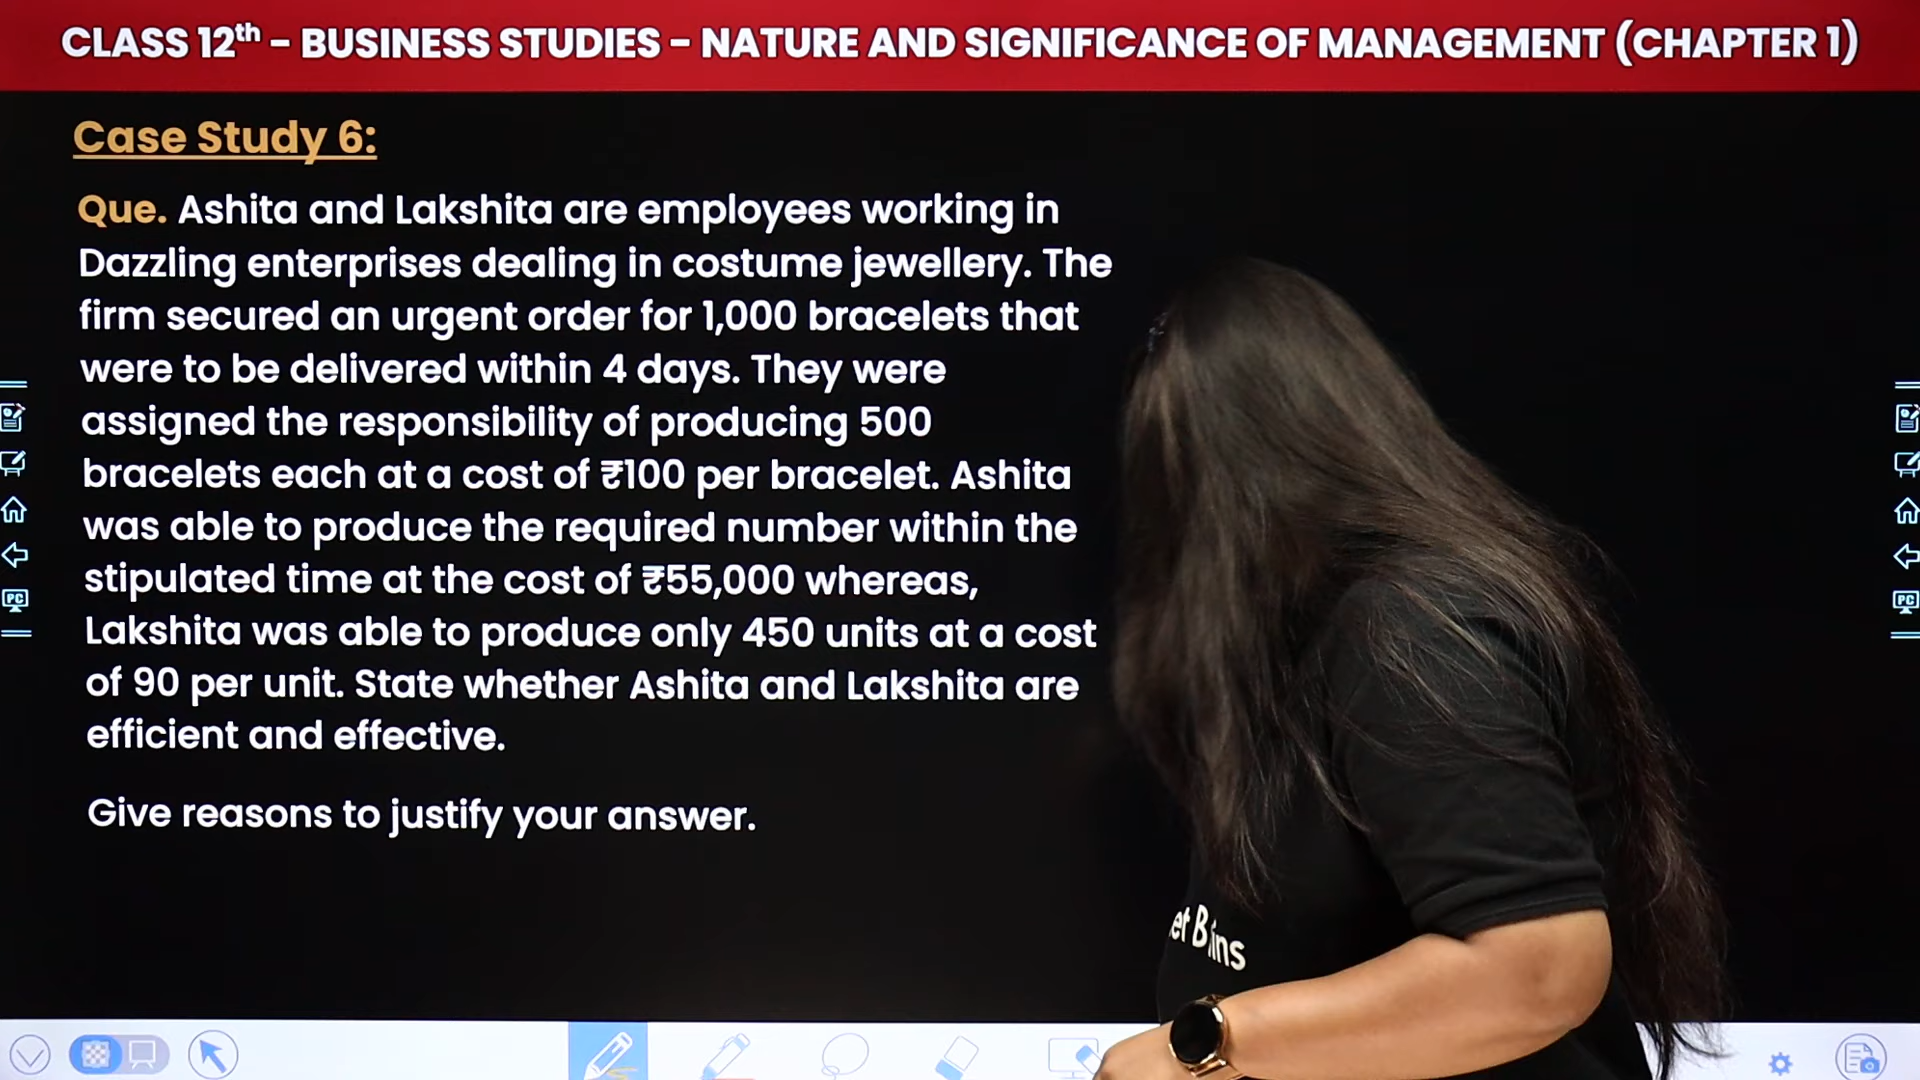 CLASS 12th – BUSINESS STUDIES – NATURE AND SIGNIFICANCE OF MANAGEMENT (CHAPTER 1)
Case Study 6:
Que. Ashita and Lakshita are employees working in
Dazzling enterprises dealing in costume jewellery. The
firm secured an urgent order for 1,000 bracelets that
were to be delivered within 4 days. They were
assigned the responsibility of producing 500
bracelets each at a cost of ₹100 per bracelet. Ashita
was able to produce the required number within the
stipulated time at the cost of ₹55,000 whereas,
Lakshita was able to produce only 450 units at a cost
of 90 per unit. State whether Ashita and Lakshita are
efficient and effective.
Give reasons to justify your answer.
PC
PC